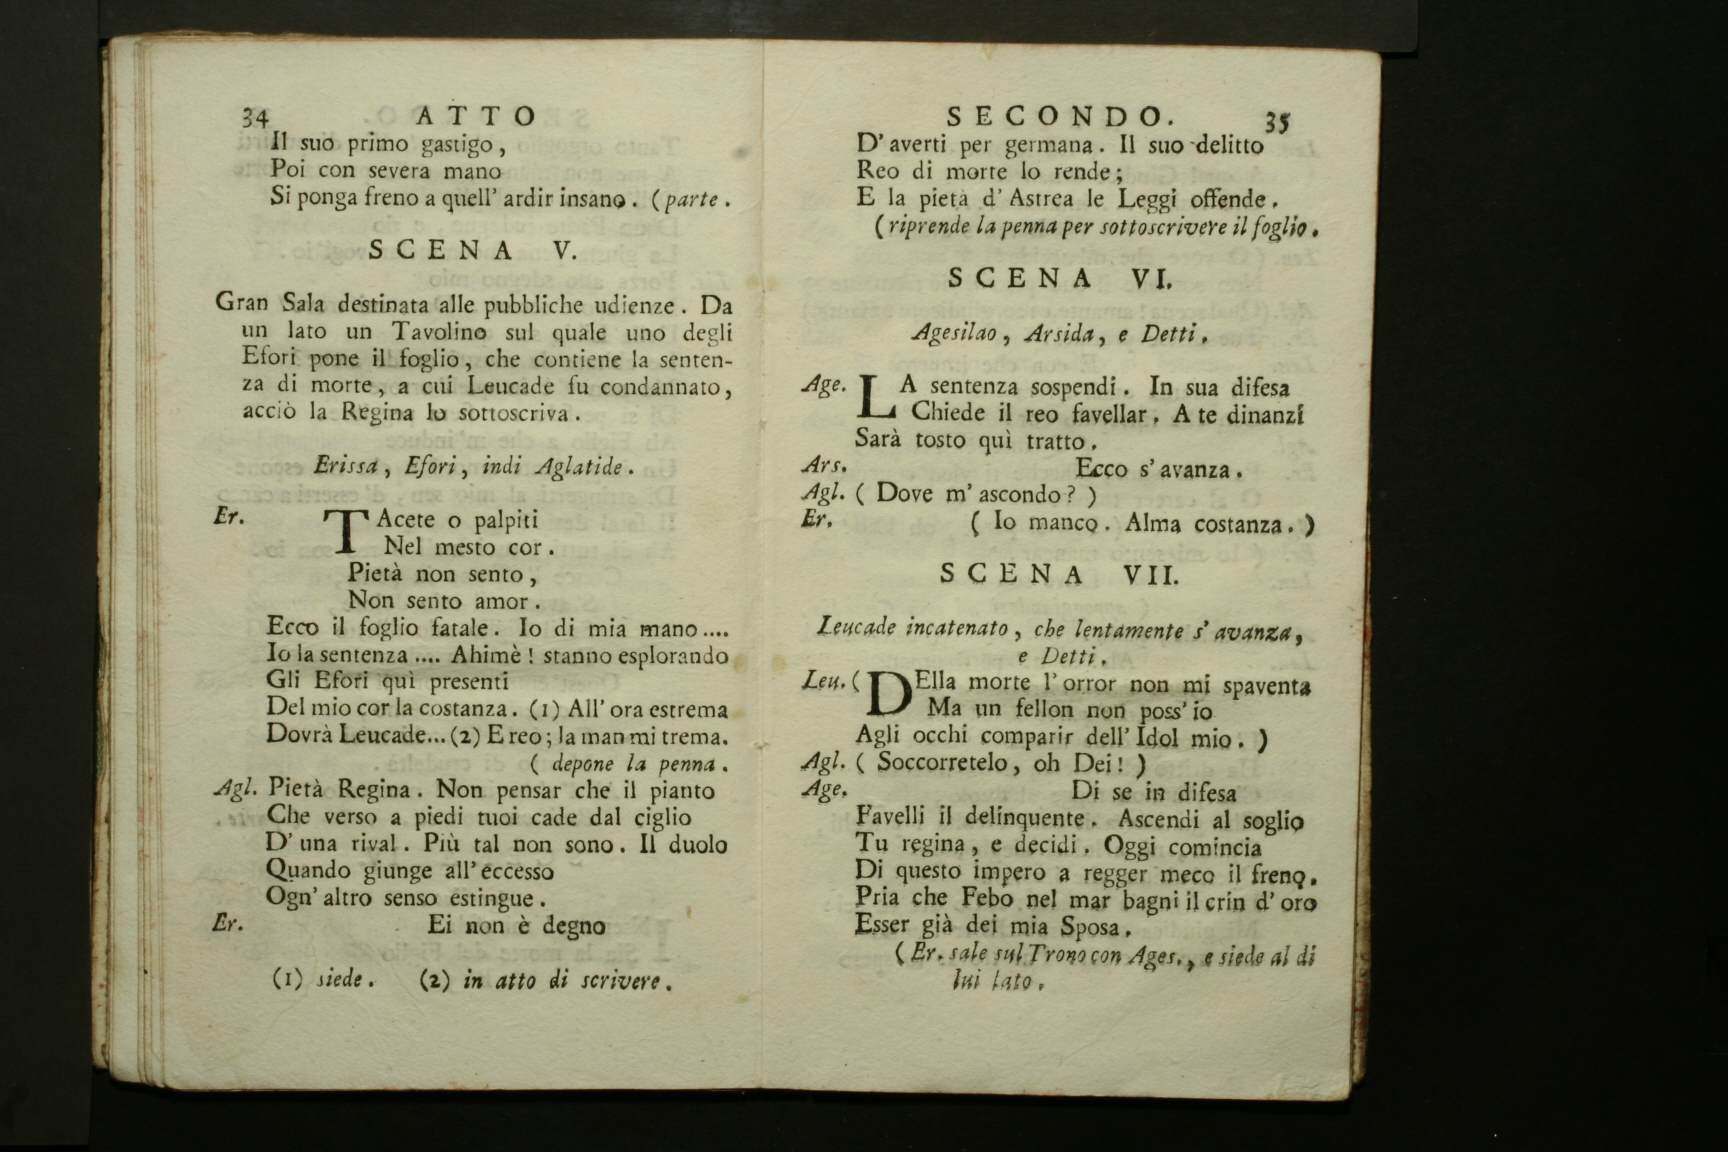 34 ATTO
Il suo primo gastigo,
Poi con severa mano
Si ponga freno a quell' ardir insano. (parte.
SCENA V.
Gran Sala destinata alle pubbliche udienze. Da
un lato un Tavolino sul quale uno degli
Efori pone il foglio, che contiene la senten-
za di morte, a cui Leucade fu condannato,
acciò la Regina lo sottoscriva.
Erissa, Efori, indi Aglatide.
Er. TAcete o palpiti
Nel mesto cor.
Pietà non sento,
Non sento amor.
Ecco il foglio fatale. Io di mia mano....
Io la sentenza .... Ahimè! stanno esplorando
Gli Efori quì presenti
Del mio cor la costanza. (1) All' ora estrema
Dovrà Leucade... (2) E reo; la man mi trema.
( depone la penna.
Agl. Pietà Regina. Non pensar che il pianto
Che verso a piedi tuoi cade dal ciglio
D' una rival. Più tal non sono. Il duolo
Quando giunge all' eccesso
Ogn' altro senso estingue.
Er. Ei non è degno
(1) siede. (2) in atto di scrivere.
SECONDO. 35
D' averti per germana. Il suo delitto
Reo di morte lo rende;
E la pietà d' Astrea le Leggi offende.
(riprende la penna per sottoscrivere il foglio.
SCENA VI.
Agesilao, Arsida, e Detti.
Age. LA sentenza sospendi. In sua difesa
Chiede il reo favellar. A te dinanzi
Sarà tosto quì tratto.
Ars. Ecco s' avanza.
Agl. ( Dove m' ascondo? )
Er. ( Io manco. Alma costanza. )
SCENA VII.
Leucade incatenato, che lentamente s' avanza,
e Detti.
Leu. ( DElla morte l' orror non mi spaventa
Ma un fellon non poss' io
Agli occhi comparir dell' Idol mio. )
Agl. ( Soccorretelo, oh Dei! )
Age. Di se in difesa
Favelli il delinquente. Ascendi al soglio
Tu regina, e decidi. Oggi comincia
Di questo impero a regger meco il freno.
Pria che Febo nel mar bagni il crin d' oro
Esser già dei mia Sposa.
( Er. sale sul Trono con Ages., e siede al di
lui lato.